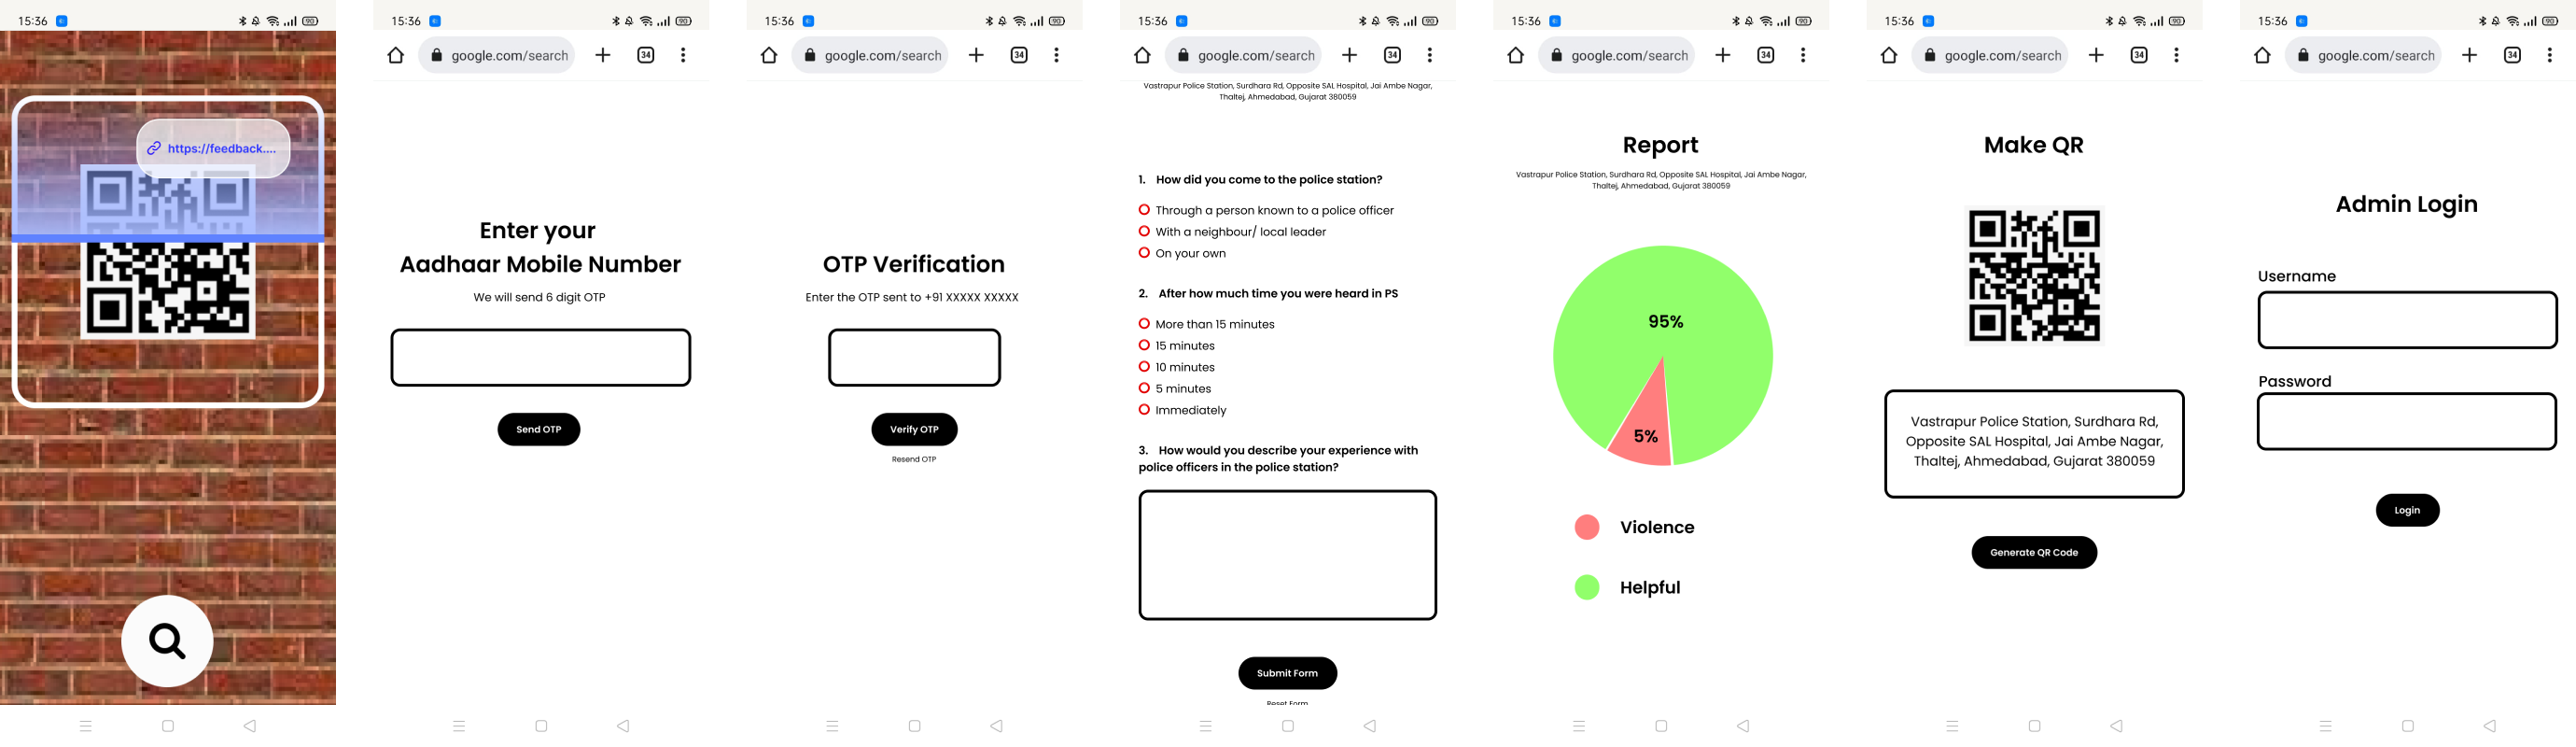 15:36
https://feedback....
15:36
34
google.com/search
Enter your
Aadhaar Mobile Number
We will send 6 digit OTP
Send OTP
15:36
google.com/search
34
OTP Verification
Enter the OTP sent to +91 XXXXX XXXXX
Verify OTP
Resend OTP
15:36
google.com/search
34
Vastrapur Police Station, Surdhara Rd, Opposite SAL Hospital, Jai Ambe Nagar,
Thaltej, Ahmedabad, Gujarat 380059
1. How did you come to the police station?
Through a person known to a police officer
With a neighbour/ local leader
On your own
2. After how much time you were heard in PS
More than 15 minutes
15 minutes
10 minutes
5 minutes
Immediately
3. How would you describe your experience with
police officers in the police station?
Submit Form
Reset Form
15:36
google.com/search
34
Report
Vastrapur Police Station, Surdhara Rd, Opposite SAL Hospital, Jai Ambe Nagar,
Thaltej, Ahmedabad, Gujarat 380059
95%
5%
Violence
Helpful
15:36
google.com/search
34
Make QR
Vastrapur Police Station, Surdhara Rd,
Opposite SAL Hospital, Jai Ambe Nagar,
Thaltej, Ahmedabad, Gujarat 380059
Generate QR Code
15:36
google.com/search
34
Admin Login
Username
Password
Login